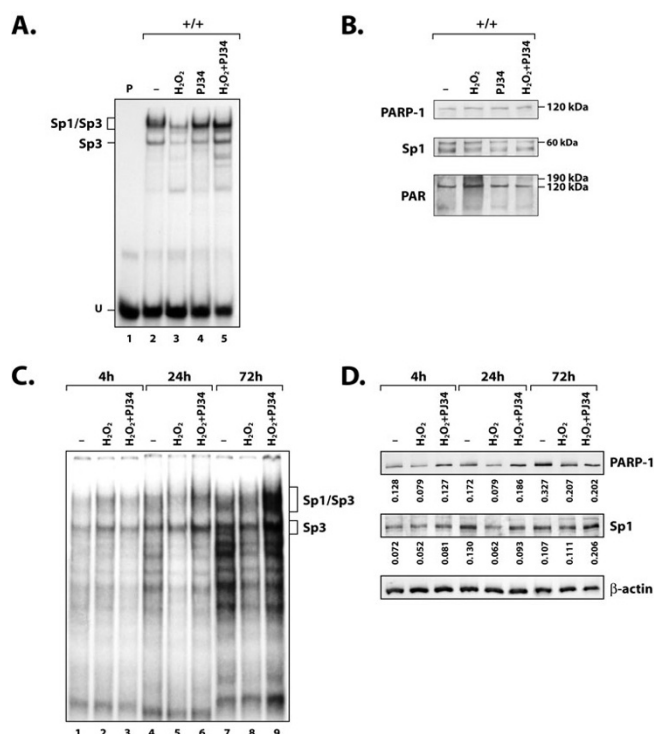 A.
+/+
P – H₂O₂ PJ34 H₂O₂+PJ34
Sp1/Sp3
Sp3
U
1 2 3 4 5
B.
+/+
– H₂O₂ PJ34 H₂O₂+PJ34
PARP-1 120 kDa
Sp1 60 kDa
PAR 190 kDa
120 kDa
C.
4h 24h 72h
– H₂O₂ H₂O₂+PJ34 – H₂O₂ H₂O₂+PJ34 – H₂O₂ H₂O₂+PJ34
Sp1/Sp3
Sp3
1 2 3 4 5 6 7 8 9
D.
4h 24h 72h
– H₂O₂ H₂O₂+PJ34 – H₂O₂ H₂O₂+PJ34 – H₂O₂ H₂O₂+PJ34
PARP-1
0.128 0.079 0.127 0.172 0.079 0.186 0.327 0.207 0.202
Sp1
0.072 0.052 0.081 0.130 0.062 0.093 0.107 0.111 0.206
β-actin